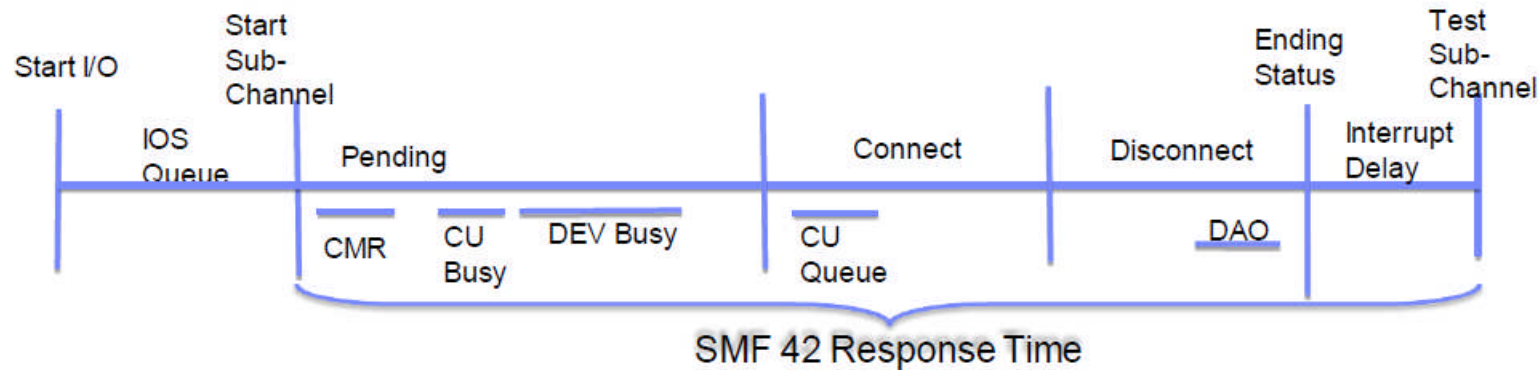 Start I/O
Start
Sub-
Channel
Ending
Status
Test
Sub-
Channel
IOS
Queue
Pending
Connect
Disconnect
Interrupt
Delay
CMR
CU
Busy
DEV Busy
CU
Queue
DAO
SMF 42 Response Time